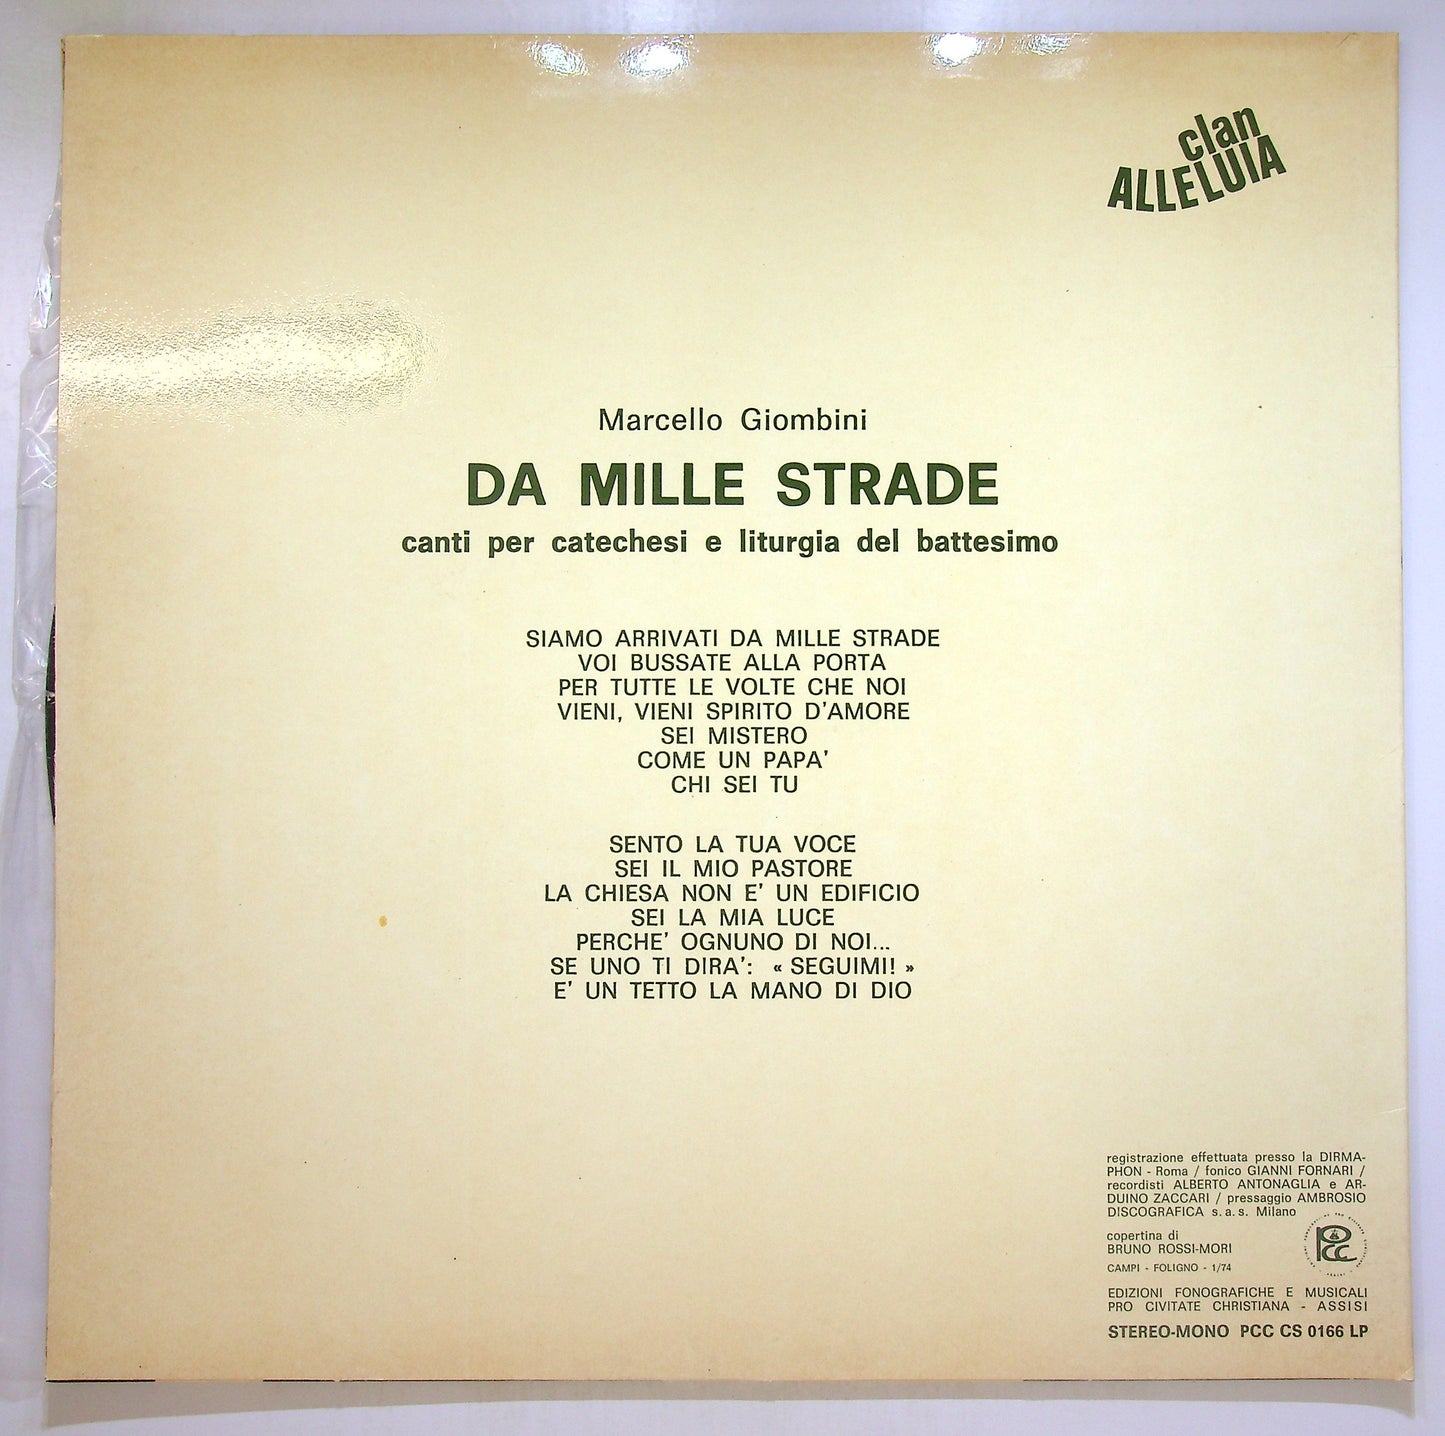 clan
ALLELUIA
Marcello Giombini
DA MILLE STRADE
canti per catechesi e liturgia del battesimo
SIAMO ARRIVATI DA MILLE STRADE
VOI BUSSATE ALLA PORTA
PER TUTTE LE VOLTE CHE NOI
VIENI, VIENI SPIRITO D'AMORE
SEI MISTERO
COME UN PAPA'
CHI SEI TU
SENTO LA TUA VOCE
SEI IL MIO PASTORE
LA CHIESA NON E' UN EDIFICIO
SEI LA MIA LUCE
PERCHE' OGNUNO DI NOI...
SE UNO TI DIRA': « SEGUIMI! »
E' UN TETTO LA MANO DI DIO
registrazione effettuata presso la DIRMA-
PHON - Roma / fonico GIANNI FORNARI /
recordisti ALBERTO ANTONAGLIA e AR-
DUINO ZACCARI / pressaggio AMBROSIO
DISCOGRAFICA s.a.s. Milano
copertina di
BRUNO ROSSI-MORI
CAMPI - FOLIGNO - 1/74
PCC
EDIZIONI FONOGRAFICHE E MUSICALI
PRO CIVITATE CHRISTIANA - ASSISI
STEREO-MONO PCC CS 0166 LP